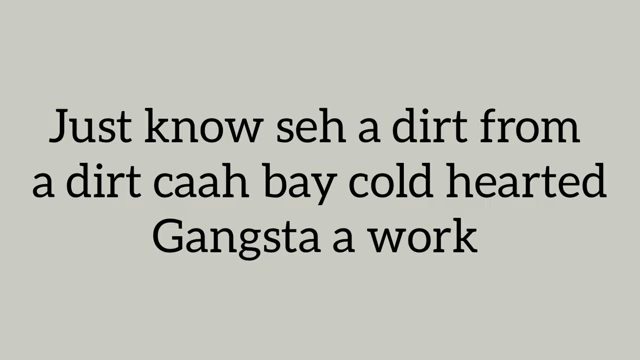 Just know seh a dirt from
a dirt caah bay cold hearted
Gangsta a work